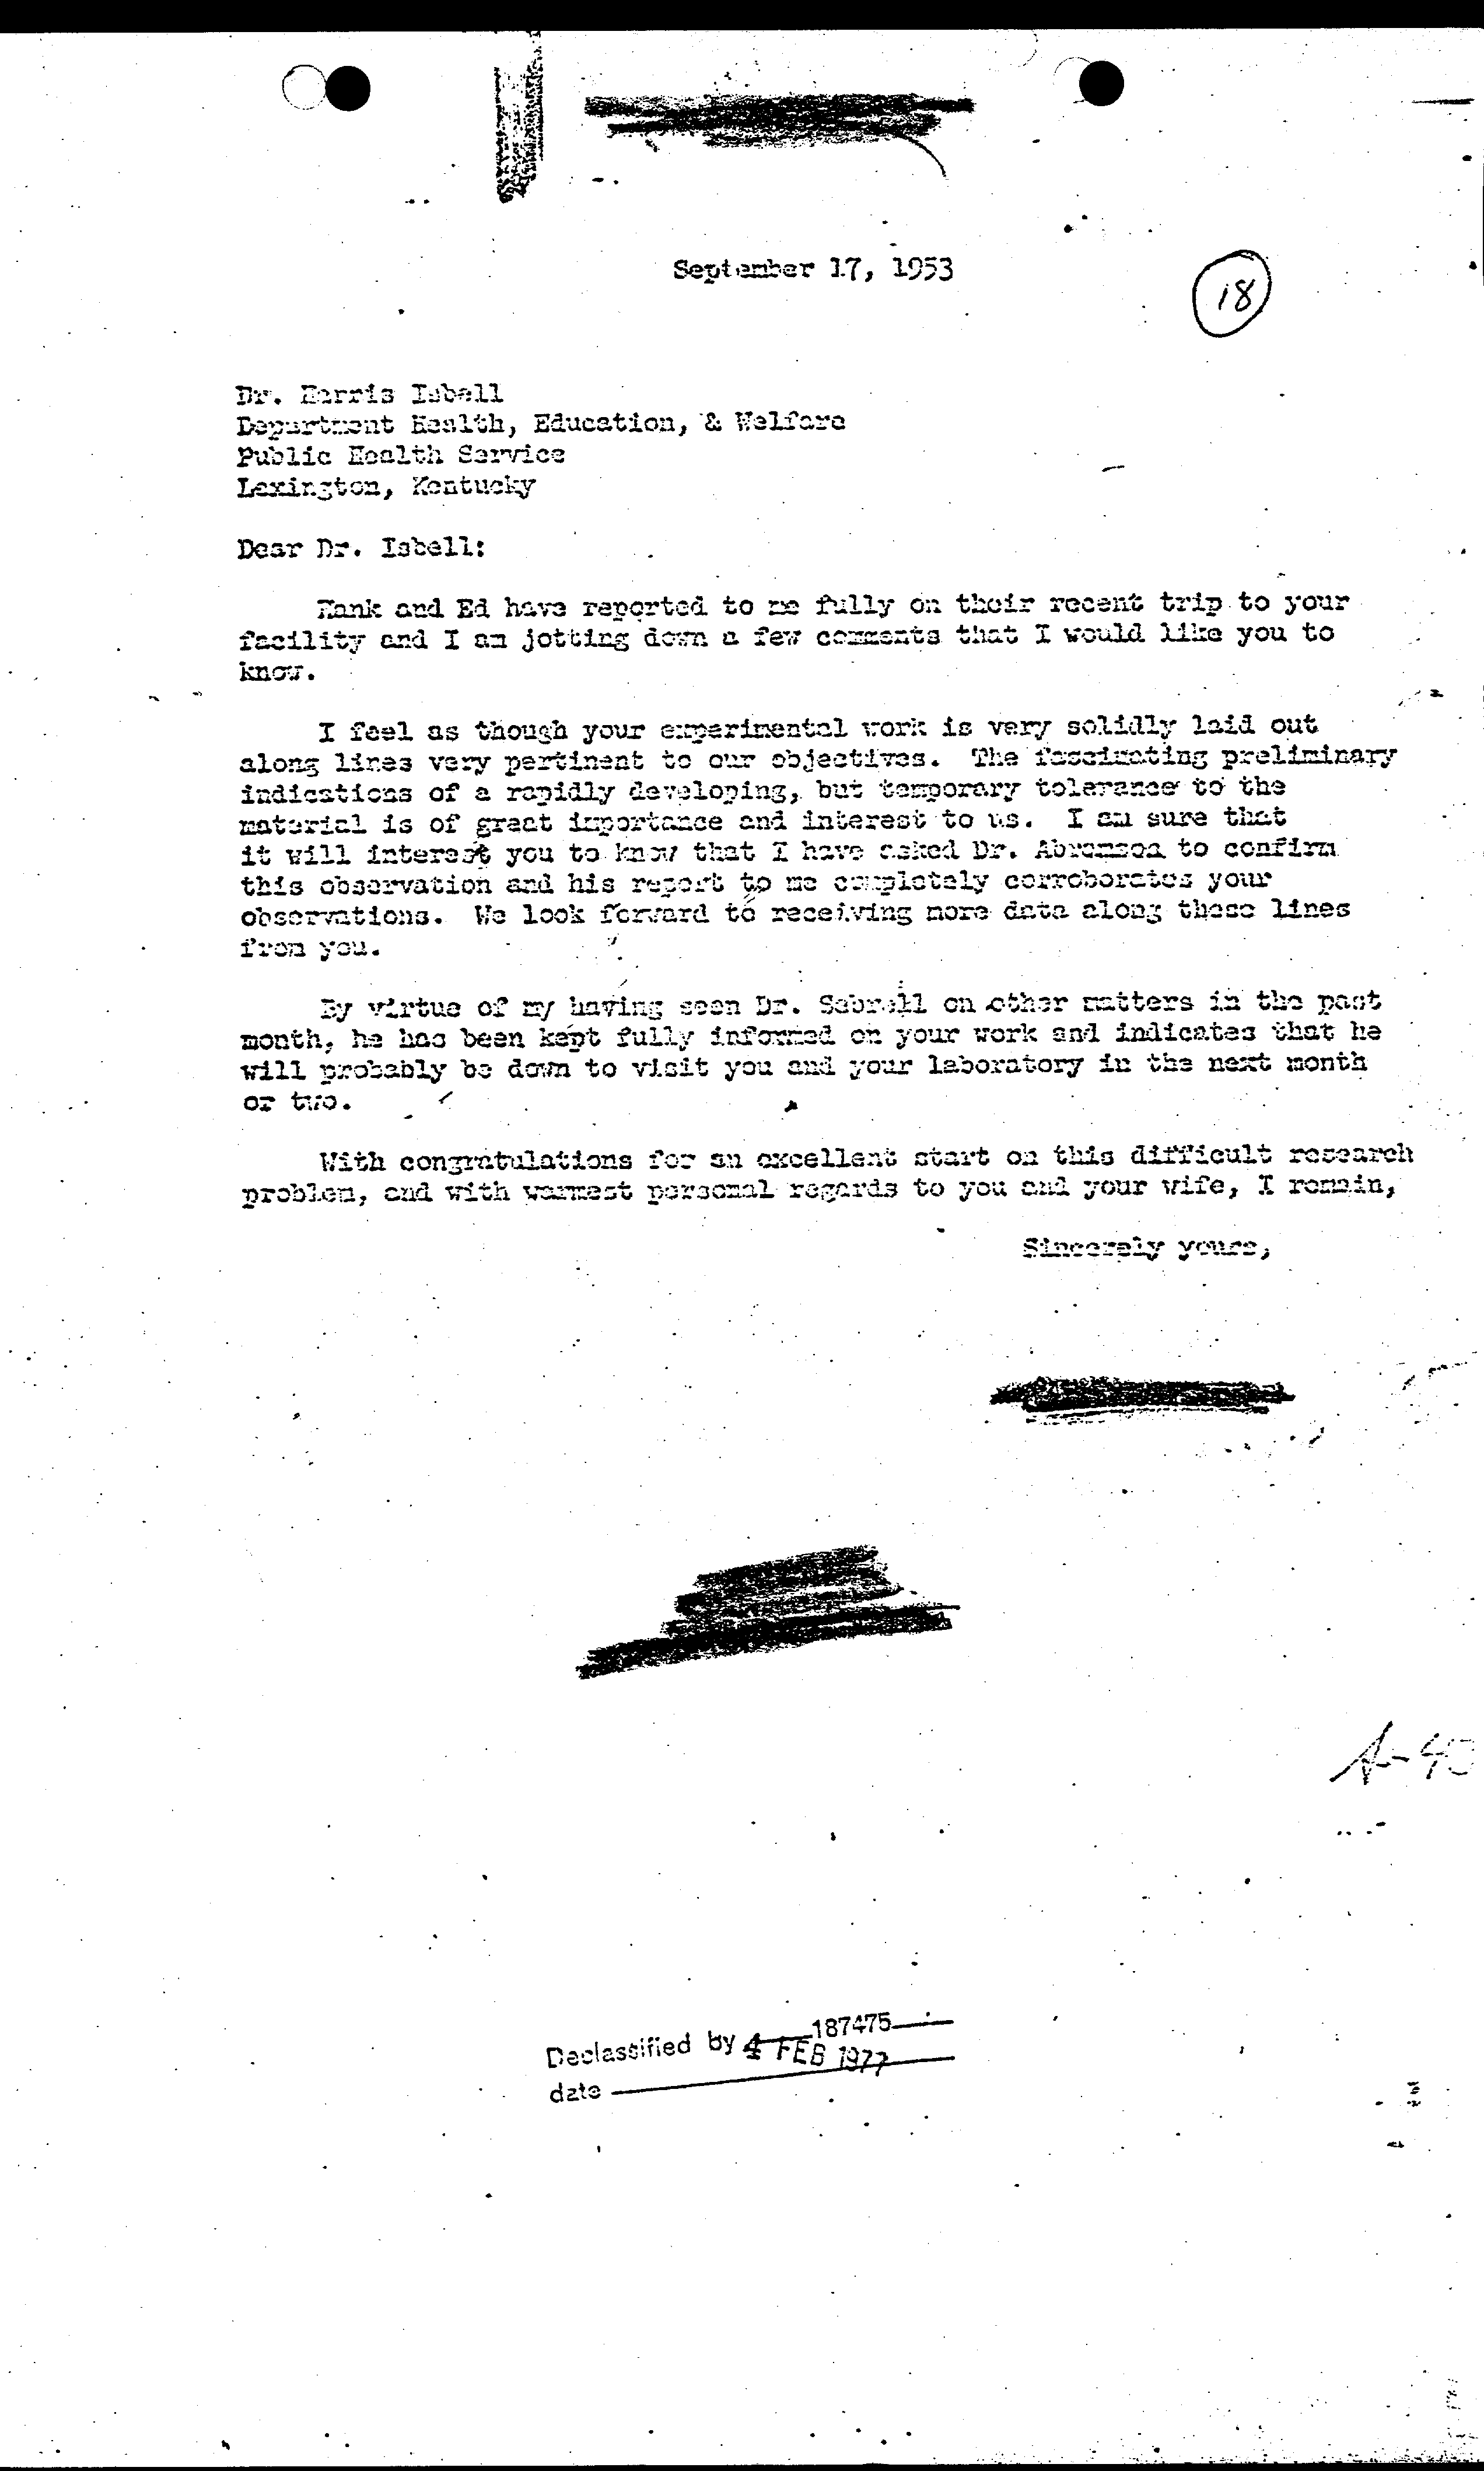 September 17, 1953
18
Dr. Harris Isbell
Department Health, Education, & Welfare
Public Health Service
Lexington, Kentucky
Dear Dr. Isbell:
Hank and Ed have reported to me fully on their recent trip to your
facility and I am jotting down a few comments that I would like you to
know.
I feel as though your experimental work is very solidly laid out
along lines very pertinent to our objectives. The fascinating preliminary
indications of a rapidly developing, but temporary tolerance to the
material is of great importance and interest to us. I am sure that
it will interest you to know that I have asked Dr. Abramson to confirm
this observation and his report to me completely corroborates your
observations. We look forward to receiving more data along these lines
from you.
By virtue of my having seen Dr. Sebrell on other matters in the past
month, he has been kept fully informed on your work and indicates that he
will probably be down to visit you and your laboratory in the next month
or two.
With congratulations for an excellent start on this difficult research
problem, and with warmest personal regards to you and your wife, I remain,
Sincerely yours,
A-40
Declassified by 187475
date 4 FEB 1977